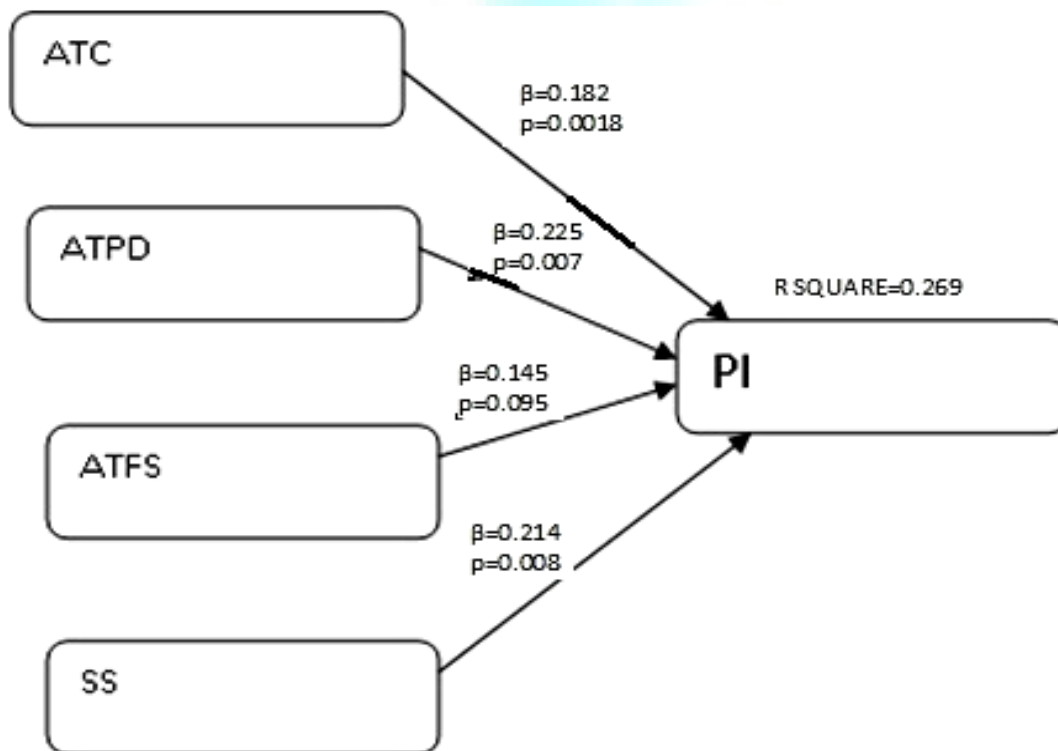 ATC
β=0.182
p=0.0018
ATPD
β=0.225
p=0.007
R SQUARE=0.269
PI
β=0.145
p=0.095
ATFS
β=0.214
p=0.008
SS